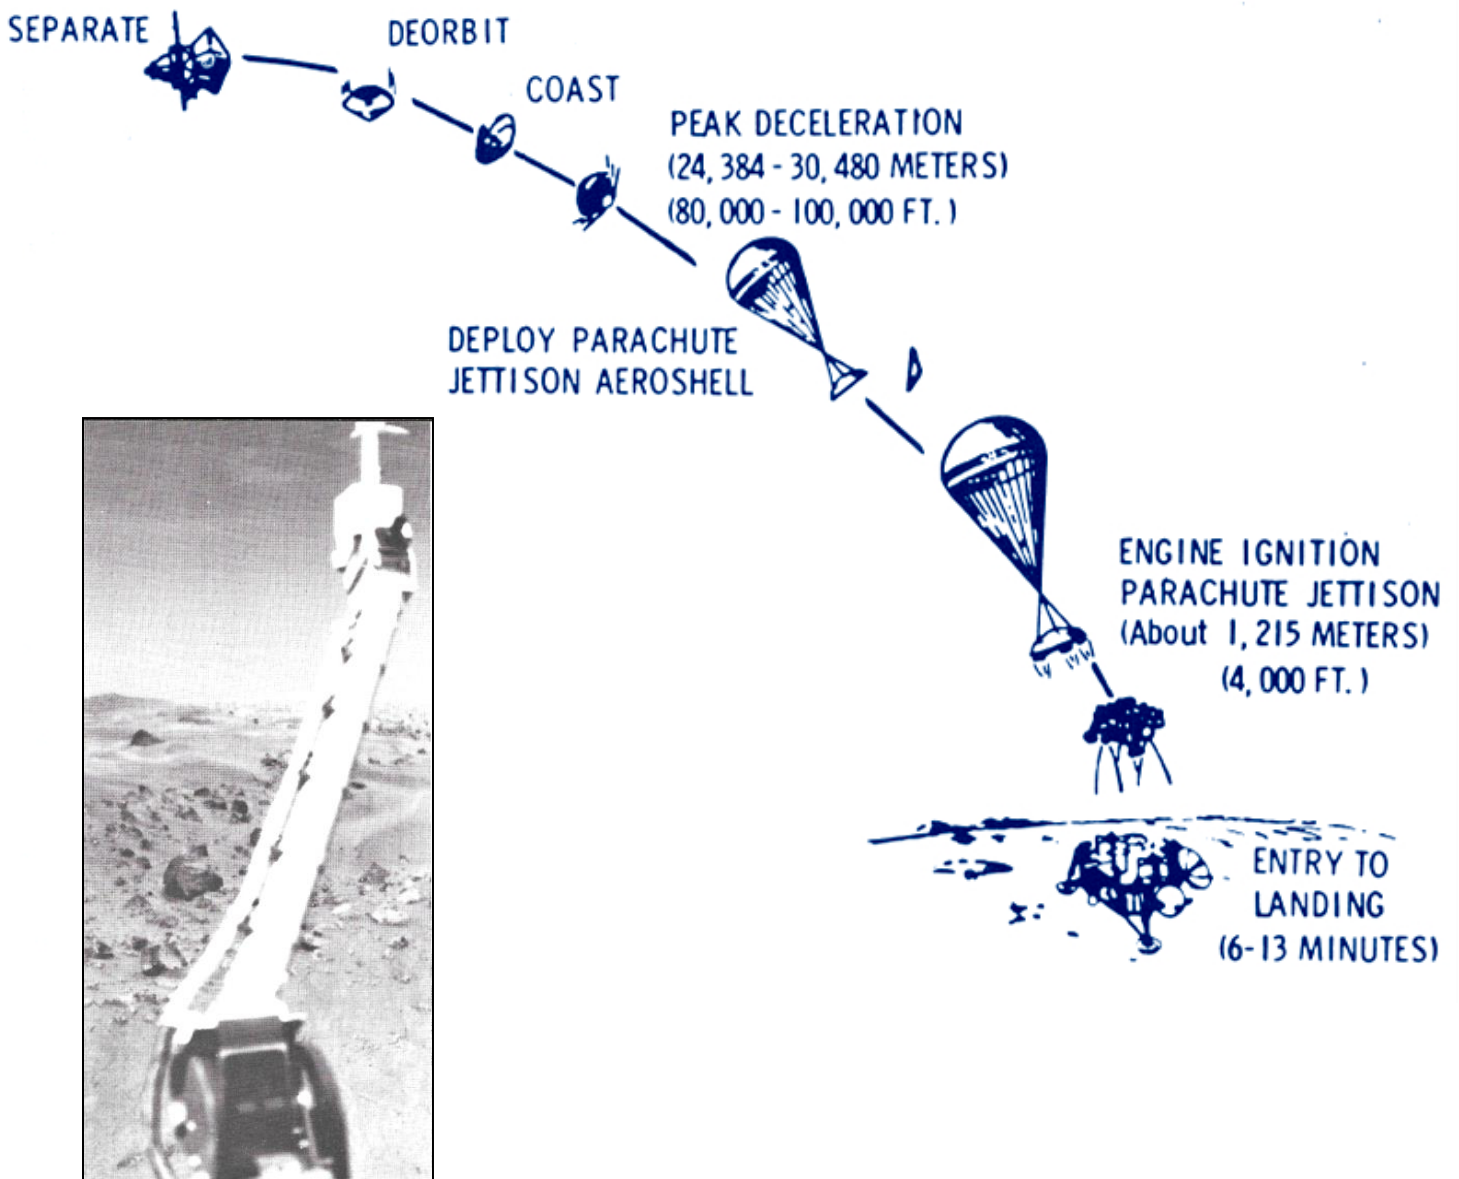 SEPARATE
DEORBIT
COAST
PEAK DECELERATION
(24,384-30,480 METERS)
(80,000-100,000 FT.)
DEPLOY PARACHUTE
JETTISON AEROSHELL
ENGINE IGNITION
PARACHUTE JETTISON
(About 1,215 METERS)
(4,000 FT.)
ENTRY TO
LANDING
(6-13 MINUTES)